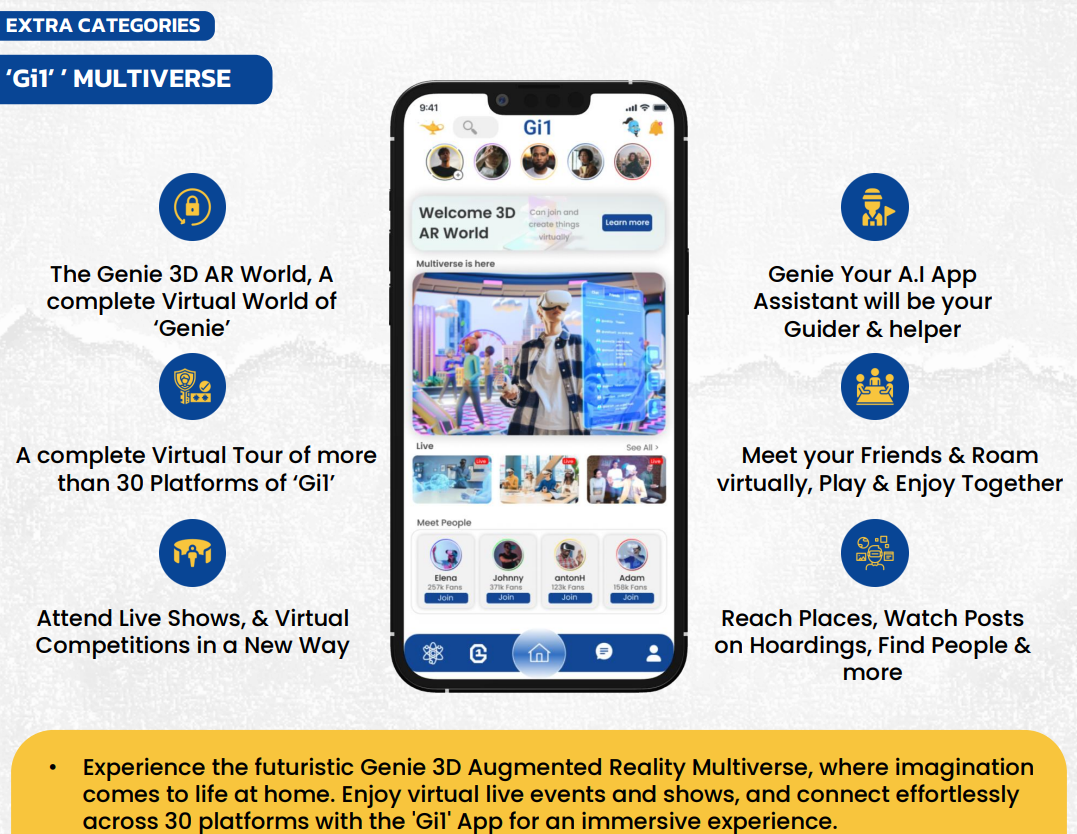 EXTRA CATEGORIES
‘Gi1’ ’ MULTIVERSE
The Genie 3D AR World, A
complete Virtual World of
‘Genie’
A complete Virtual Tour of more
than 30 Platforms of ‘Gi1’
Attend Live Shows, & Virtual
Competitions in a New Way
9:41
Gi1
Welcome 3D
AR World
Can join and
create things
virtually
Learn more
Multiverse is here
Live
See All >
Live
Live
Live
Meet People
Elena
257k Fans
Join
Johnny
371k Fans
Join
antonH
123k Fans
Join
Adam
158k Fans
Join
Genie Your A.I App
Assistant will be your
Guider & helper
Meet your Friends & Roam
virtually, Play & Enjoy Together
Reach Places, Watch Posts
on Hoardings, Find People &
more
• Experience the futuristic Genie 3D Augmented Reality Multiverse, where imagination
comes to life at home. Enjoy virtual live events and shows, and connect effortlessly
across 30 platforms with the 'Gi1' App for an immersive experience.